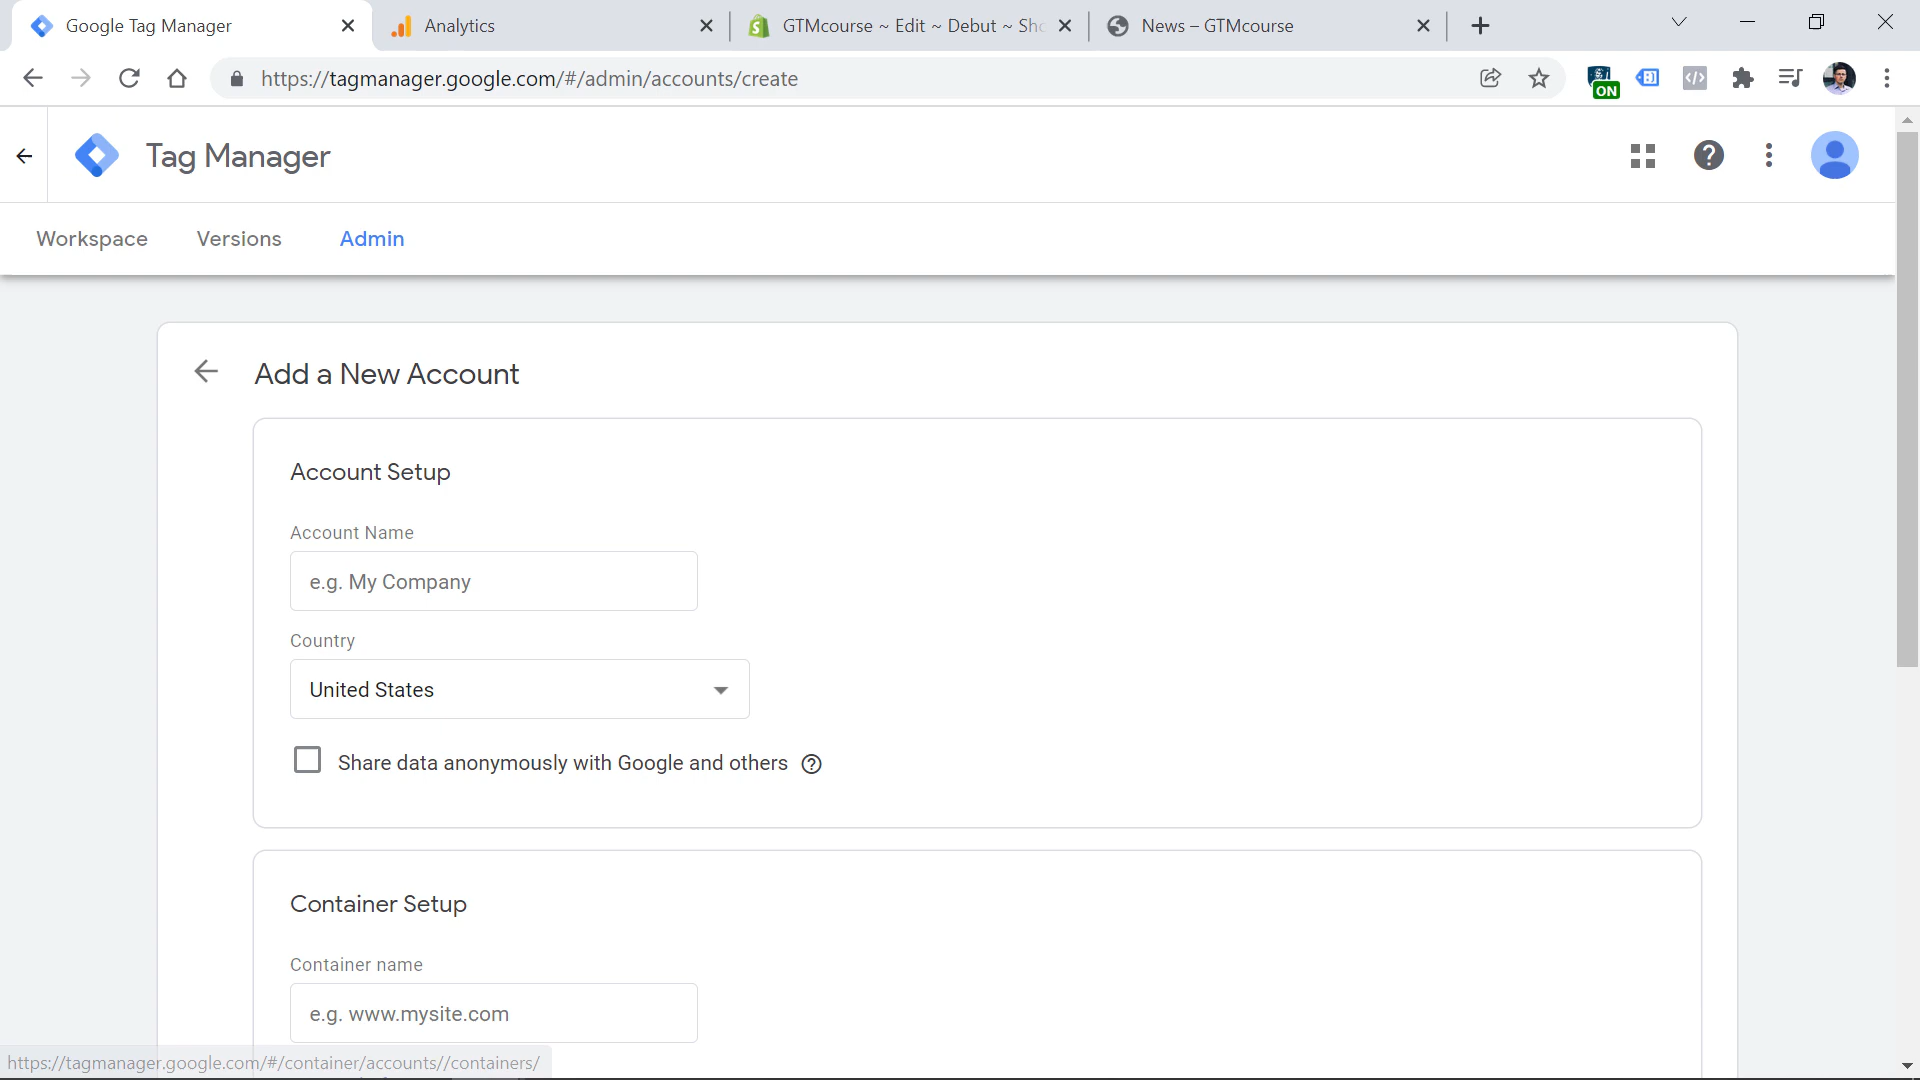 Google Tag Manager
Analytics
GTMcourse ~ Edit ~ Debut ~ Sho
News – GTMcourse
https://tagmanager.google.com/#/admin/accounts/create
ON
Tag Manager
Workspace
Versions
Admin
Add a New Account
Account Setup
Account Name
e.g. My Company
Country
United States
Share data anonymously with Google and others
Container Setup
Container name
e.g. www.mysite.com
https://tagmanager.google.com/#/container/accounts//containers/